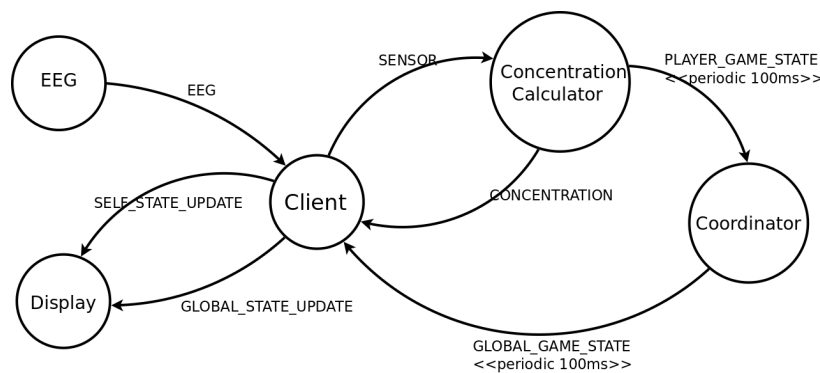 EEG
EEG
SENSOR
Concentration
Calculator
PLAYER_GAME_STATE
<<periodic 100ms>>
SELF_STATE_UPDATE
Client
CONCENTRATION
Coordinator
Display
GLOBAL_STATE_UPDATE
GLOBAL_GAME_STATE
<<periodic 100ms>>